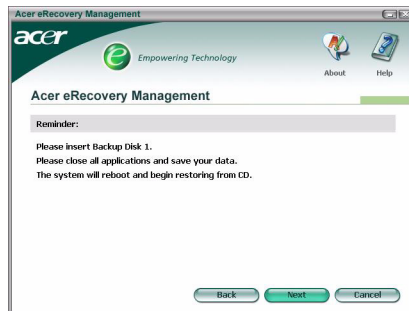 Acer eRecovery Management
acer
e
Empowering Technology
About
Help
Acer eRecovery Management
Reminder:
Please insert Backup Disk 1.
Please close all applications and save your data.
The system will reboot and begin restoring from CD.
Back
Next
Cancel